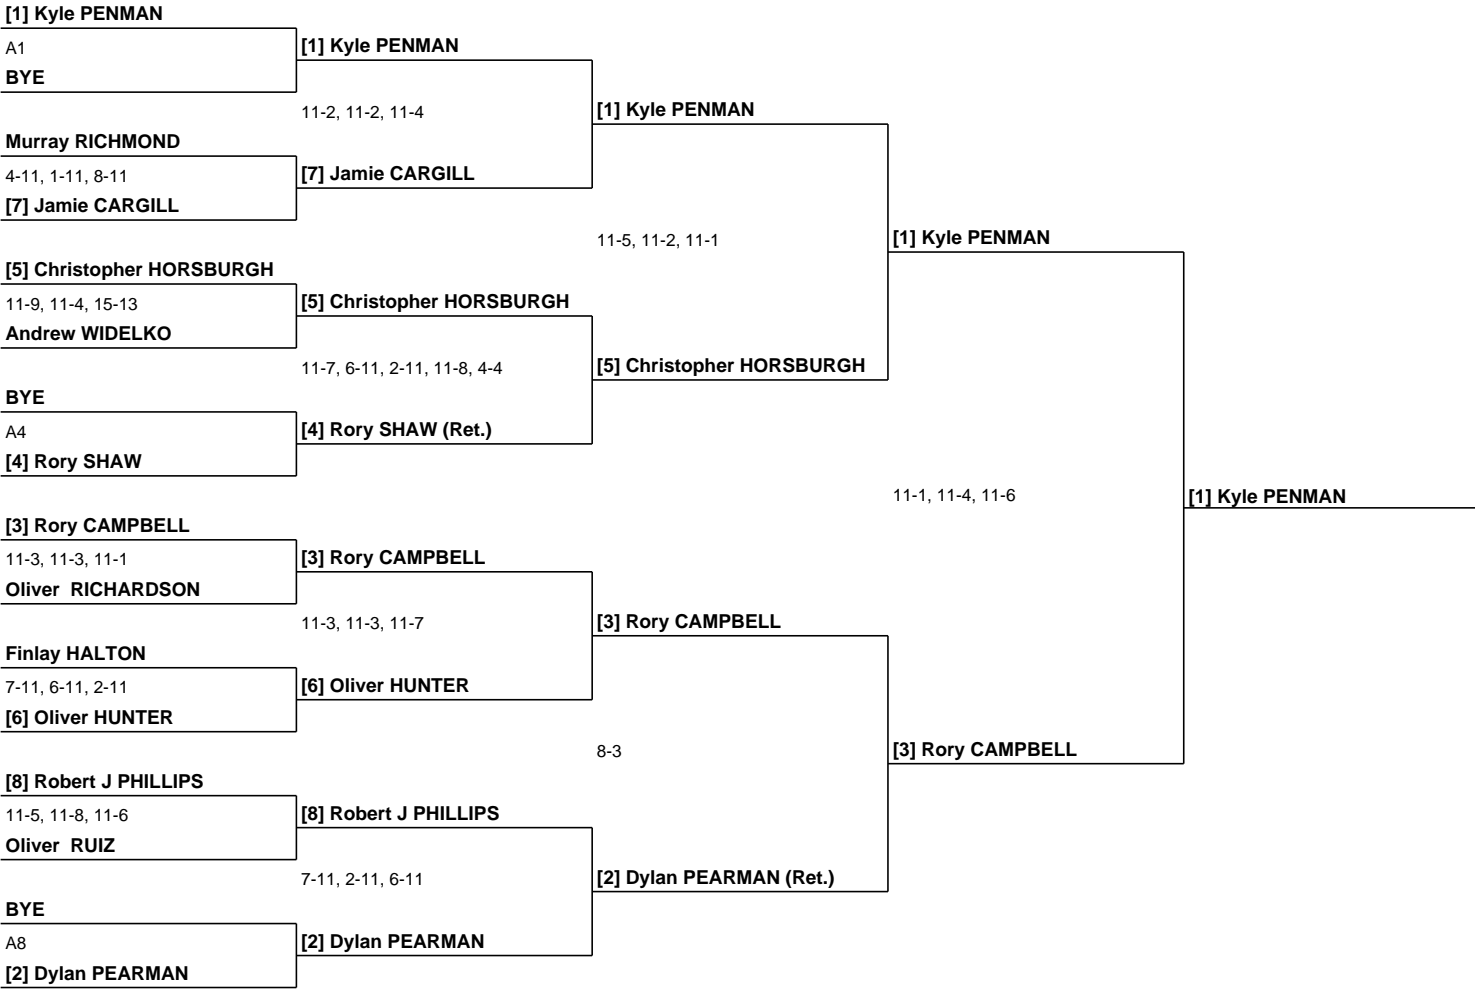 [1] Kyle PENMAN
A1
BYE
Murray RICHMOND
4-11, 1-11, 8-11
[7] Jamie CARGILL
[5] Christopher HORSBURGH
11-9, 11-4, 15-13
Andrew WIDELKO
BYE
A4
[4] Rory SHAW
[3] Rory CAMPBELL
11-3, 11-3, 11-1
Oliver  RICHARDSON
Finlay HALTON
7-11, 6-11, 2-11
[6] Oliver HUNTER
[8] Robert J PHILLIPS
11-5, 11-8, 11-6
Oliver  RUIZ
BYE
A8
[2] Dylan PEARMAN
[1] Kyle PENMAN
11-2, 11-2, 11-4
[7] Jamie CARGILL
[5] Christopher HORSBURGH
11-7, 6-11, 2-11, 11-8, 4-4
[4] Rory SHAW (Ret.)
[3] Rory CAMPBELL
11-3, 11-3, 11-7
[6] Oliver HUNTER
[8] Robert J PHILLIPS
7-11, 2-11, 6-11
[2] Dylan PEARMAN
[1] Kyle PENMAN
11-5, 11-2, 11-1
[5] Christopher HORSBURGH
[3] Rory CAMPBELL
8-3
[2] Dylan PEARMAN (Ret.)
[1] Kyle PENMAN
11-1, 11-4, 11-6
[3] Rory CAMPBELL
[1] Kyle PENMAN